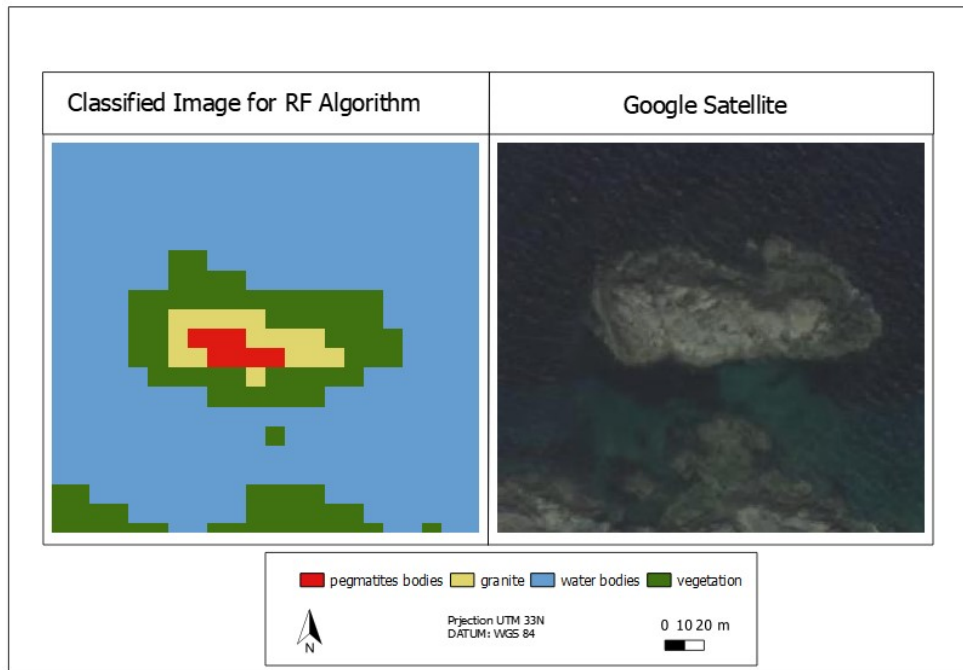 Classified Image for RF Algorithm
Google Satellite
pegmatites bodies granite water bodies vegetation
N
Prjection UTM 33N
DATUM: WGS 84
0 10 20 m